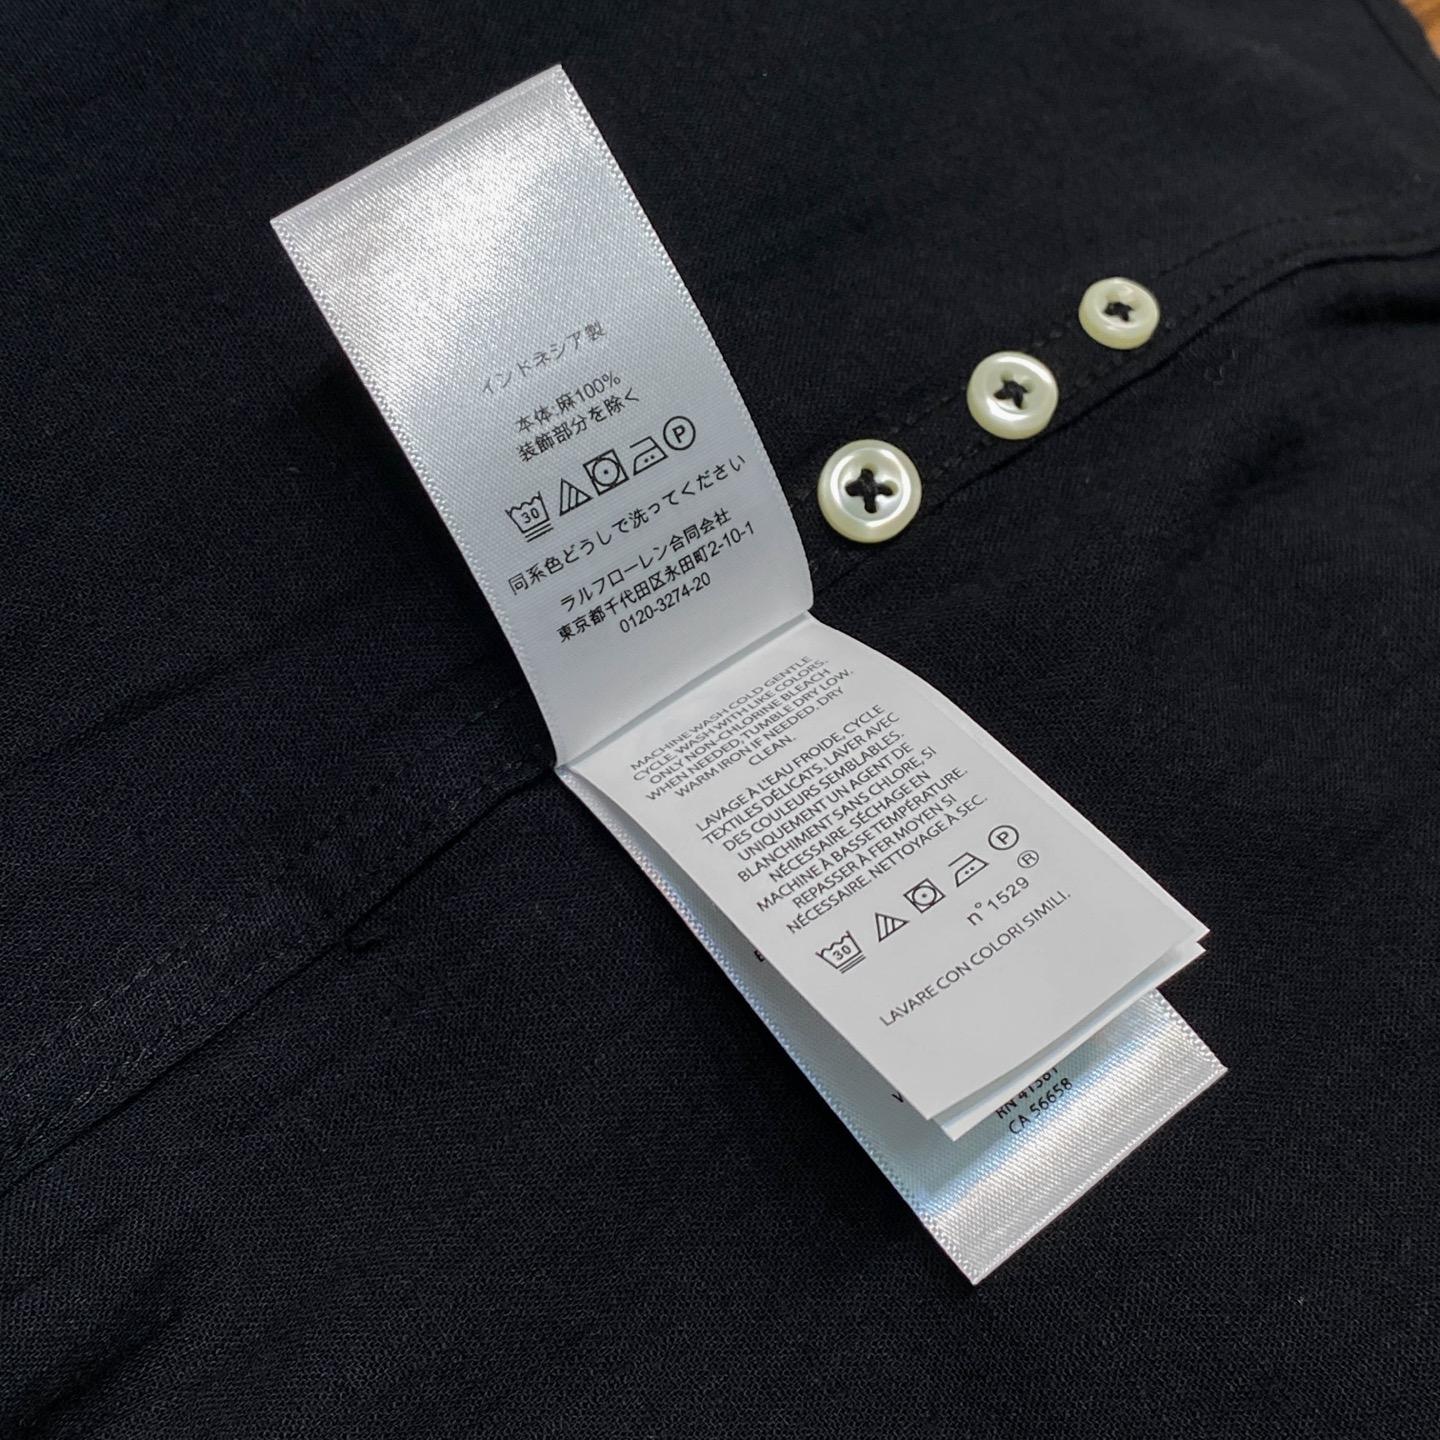 インドネシア製
本体:麻100%
装飾部分を除く
30
P
同系色どうしで洗ってください
ラルフローレン合同会社
東京都千代田区永田町2-10-1
0120-3274-20
MACHINE WASH COLD GENTLE
CYCLE. WASH WITH LIKE COLORS.
ONLY NON-CHLORINE BLEACH
WHEN NEEDED, TUMBLE DRY LOW.
WARM IRON IF NEEDED. DRY
CLEAN.
LAVAGE À L'EAU FROIDE, CYCLE
TEXTILES DÉLICATS. LAVER AVEC
DES COULEURS SEMBLABLES.
UNIQUEMENT UN AGENT DE
BLANCHIMENT SANS CHLORE, SI
NÉCESSAIRE. SÉCHAGE EN
MACHINE À BASSE TEMPÉRATURE.
REPASSER À FER MOYEN SI
NÉCESSAIRE. NETTOYAGE À SEC.
30
P
n° 1529 ®
LAVARE CON COLORI SIMILI.
RN 41381
CA 56658